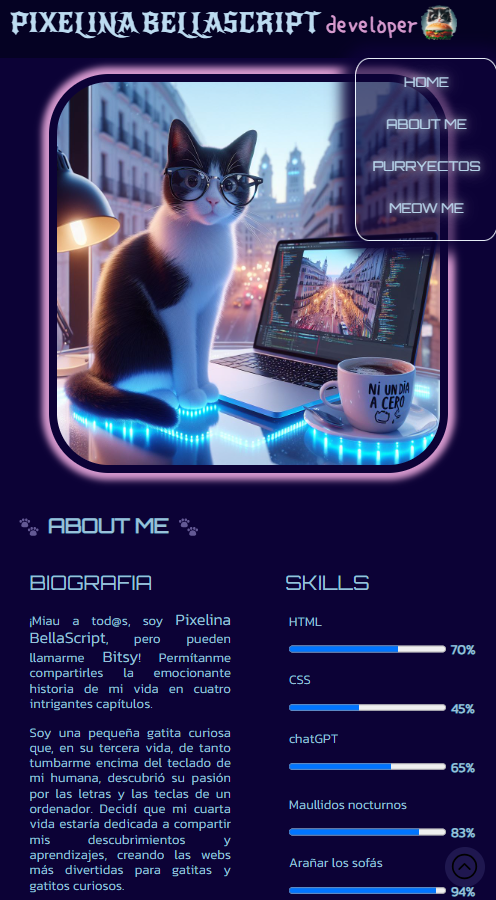 PIXELINA BELLASCRIPT developer
HOME
ABOUT ME
PURRYECTOS
MEOW ME
NI UN DÍA
A CERO
ABOUT ME
BIOGRAFIA
¡Miau a tod@s, soy Pixelina
BellaScript, pero pueden
llamarme Bitsy! Permítanme
compartirles la emocionante
historia de mi vida en cuatro
intrigantes capítulos.
Soy una pequeña gatita curiosa
que, en su tercera vida, de tanto
tumbarme encima del teclado de
mi humana, descubrió su pasión
por las letras y las teclas de un
ordenador. Decidí que mi cuarta
vida estaría dedicada a compartir
mis descubrimientos y
aprendizajes, creando las webs
más divertidas para gatitas y
gatitos curiosos.
SKILLS
HTML
70%
CSS
45%
chatGPT
65%
Maullidos nocturnos
83%
Arañar los sofás
94%